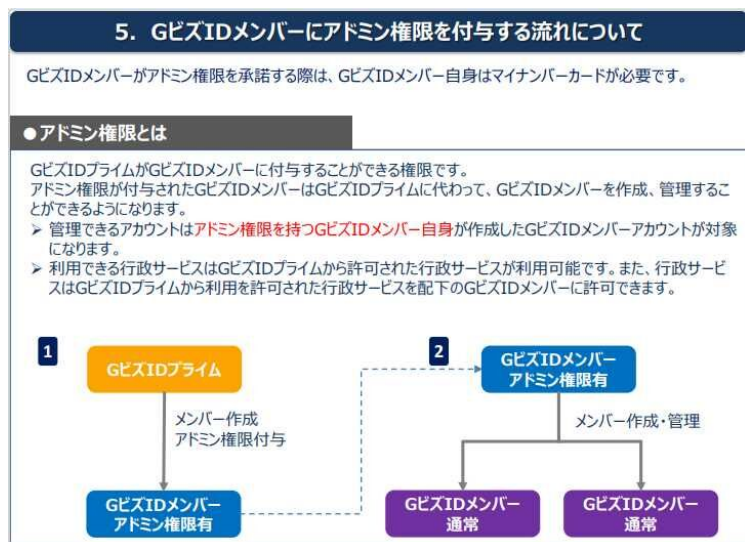 5. GビズIDメンバーにアドミン権限を付与する流れについて
GビズIDメンバーがアドミン権限を承諾する際は、GビズIDメンバー自身はマイナンバーカードが必要です。
●アドミン権限とは
GビズIDプライムがGビズIDメンバーに付与することができる権限です。
アドミン権限が付与されたGビズIDメンバーはGビズIDプライムに代わって、GビズIDメンバーを作成、管理するこ
とができるようになります。
➢ 管理できるアカウントはアドミン権限を持つGビズIDメンバー自身が作成したGビズIDメンバーアカウントが対象
になります。
➢ 利用できる行政サービスはGビズIDプライムから許可された行政サービスが利用可能です。また、行政サービ
スはGビズIDプライムから利用を許可された行政サービスを配下のGビズIDメンバーに許可できます。
1
GビズIDプライム
メンバー作成
アドミン権限付与
GビズIDメンバー
アドミン権限有
2
GビズIDメンバー
アドミン権限有
メンバー作成・管理
GビズIDメンバー
通常
GビズIDメンバー
通常